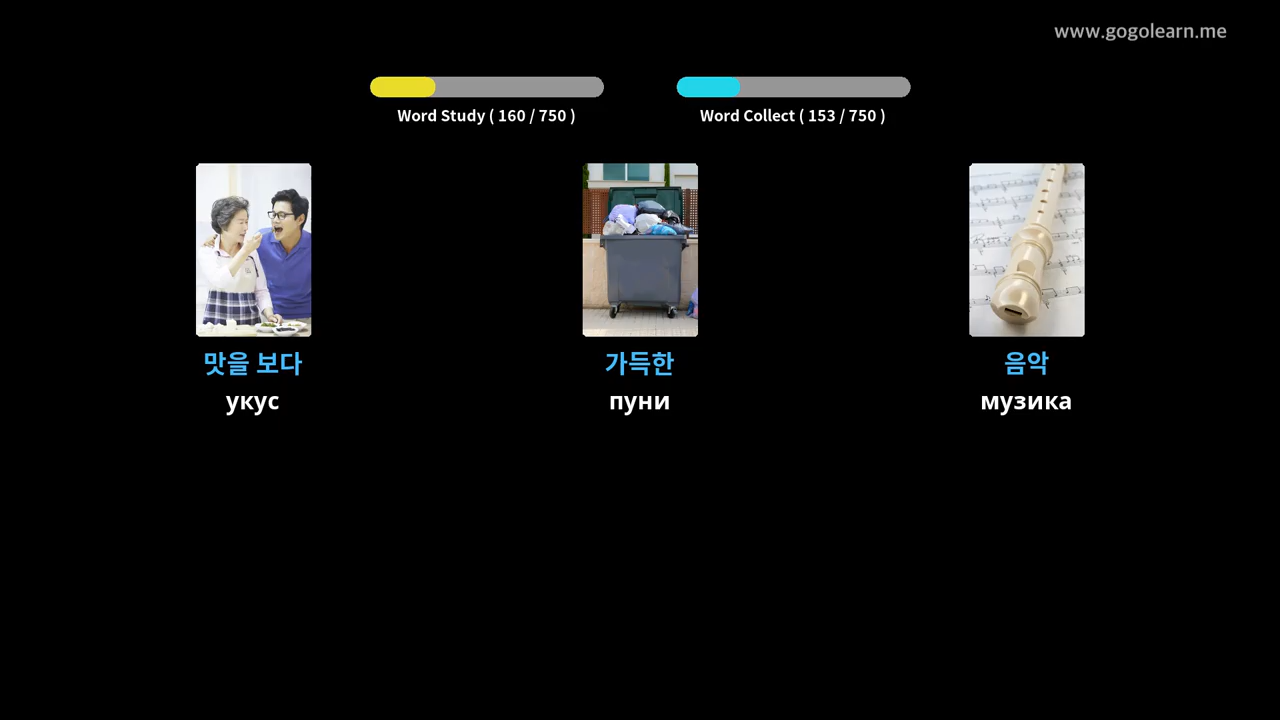 www.gogolearn.me
Word Study ( 160 / 750 )
Word Collect ( 153 / 750 )
맛을 보다
가득한
음악
укус
пуни
музика